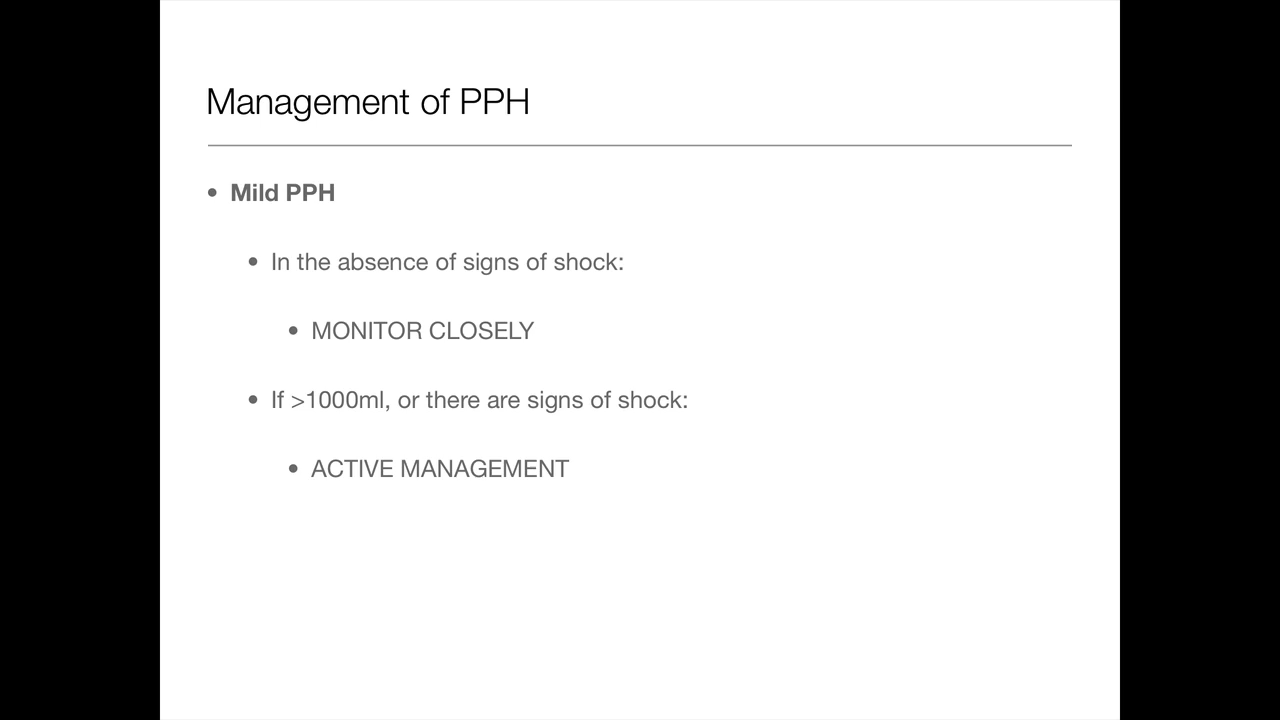 Management of PPH
• Mild PPH
• In the absence of signs of shock:
• MONITOR CLOSELY
• If >1000ml, or there are signs of shock:
• ACTIVE MANAGEMENT